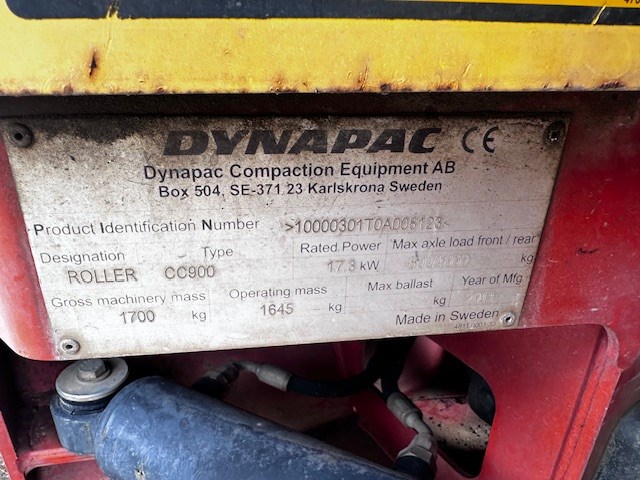 DYNAPAC CE
Dynapac Compaction Equipment AB
Box 504, SE-371 23 Karlskrona Sweden
Product Identification Number >10000301T0A006123<
Designation Type Rated Power Max axle load front / rear
ROLLER CC900 17.3 kW kg
Gross machinery mass Operating mass Max ballast Year of Mfg
1700 kg 1645 kg kg
Made in Sweden